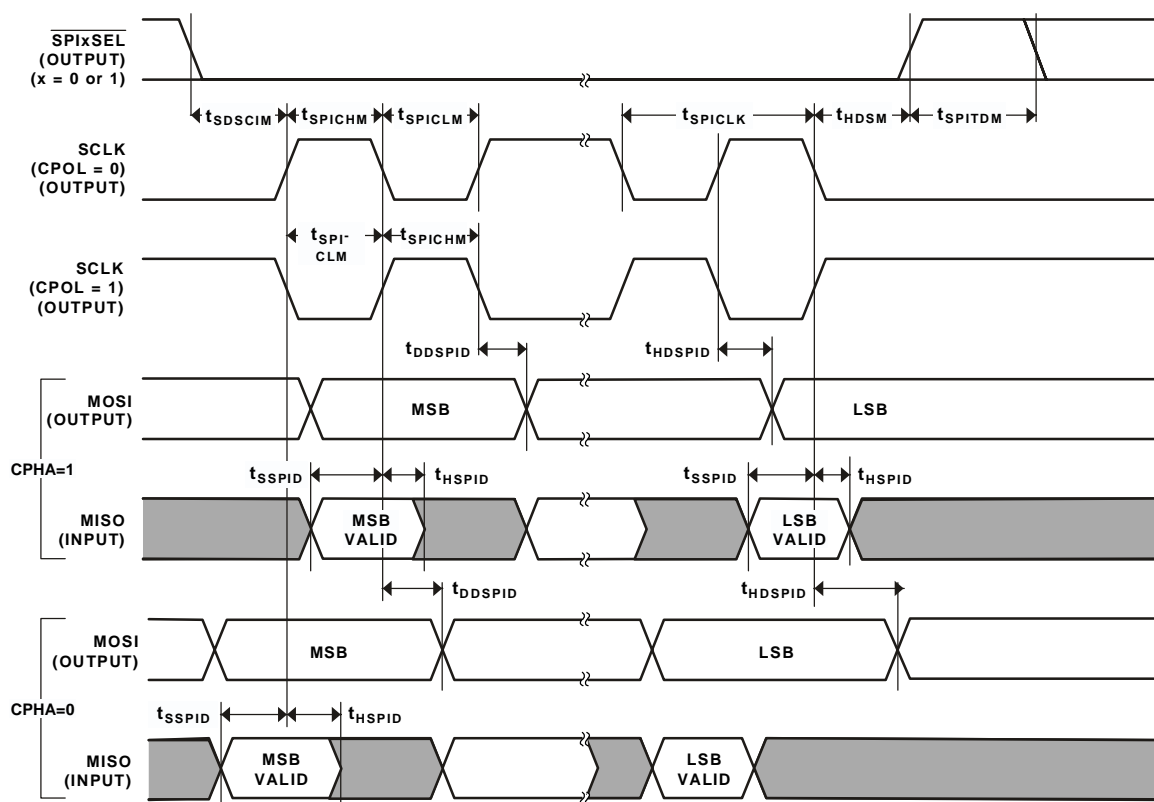 SPIxSEL
(OUTPUT)
(x = 0 or 1)
tSDSCIM
tSPICHM
tSPICLM
tSPICLK
tHDSM
tSPITDM
SCLK
(CPOL = 0)
(OUTPUT)
tSPI-
CLM
tSPICHM
SCLK
(CPOL = 1)
(OUTPUT)
tDDSPID
tHDSPID
MOSI
(OUTPUT)
MSB
LSB
CPHA=1
tSSPID
tHSPID
tSSPID
tHSPID
MISO
(INPUT)
MSB
VALID
LSB
VALID
tDDSPID
tHDSPID
MOSI
(OUTPUT)
MSB
LSB
CPHA=0
tSSPID
tHSPID
MISO
(INPUT)
MSB
VALID
LSB
VALID